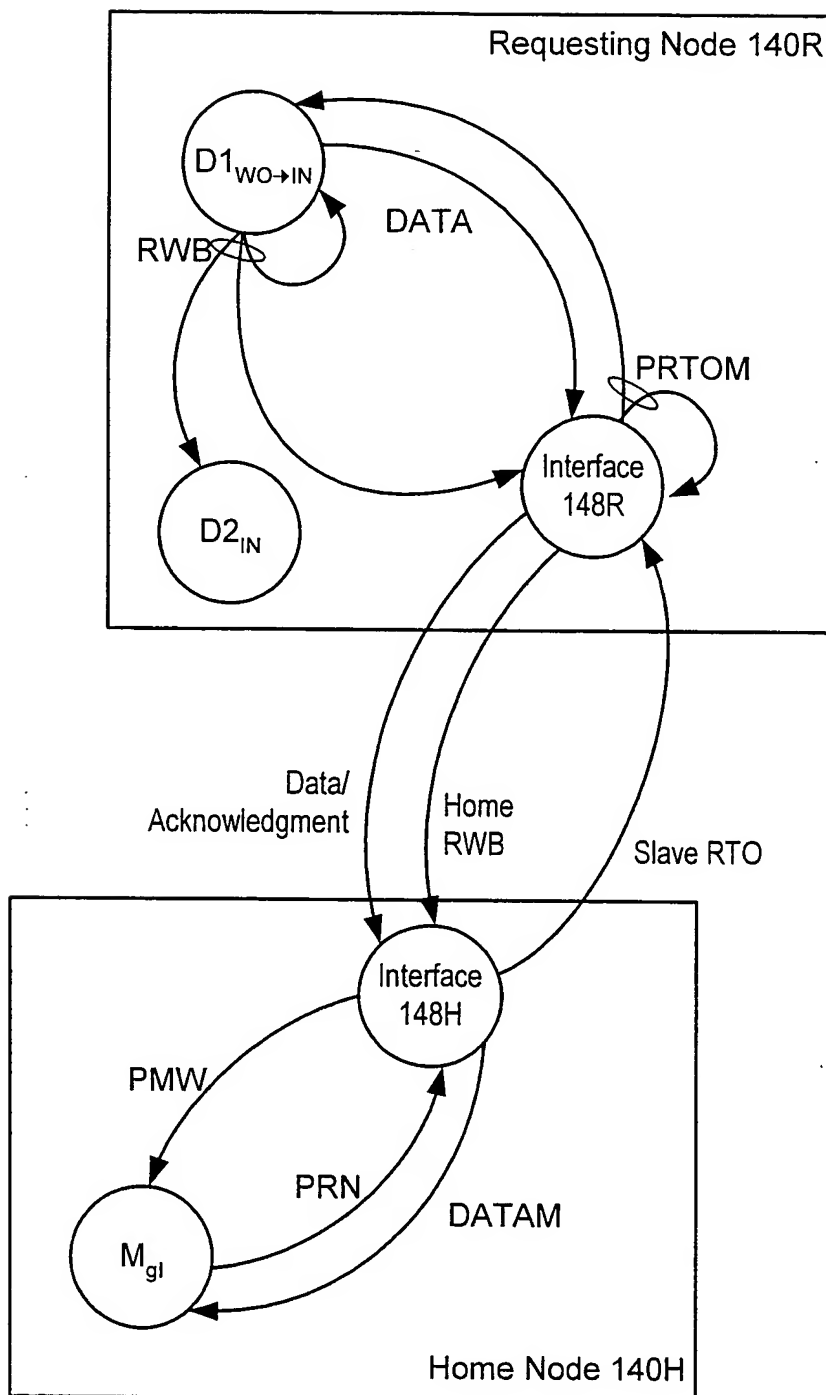 Requesting Node 140R
D1WO→IN
DATA
RWB
PRTOM
Interface
148R
D2IN
Data/
Acknowledgment
Home
RWB
Slave RTO
Interface
148H
PMW
PRN
DATAM
MgI
Home Node 140H